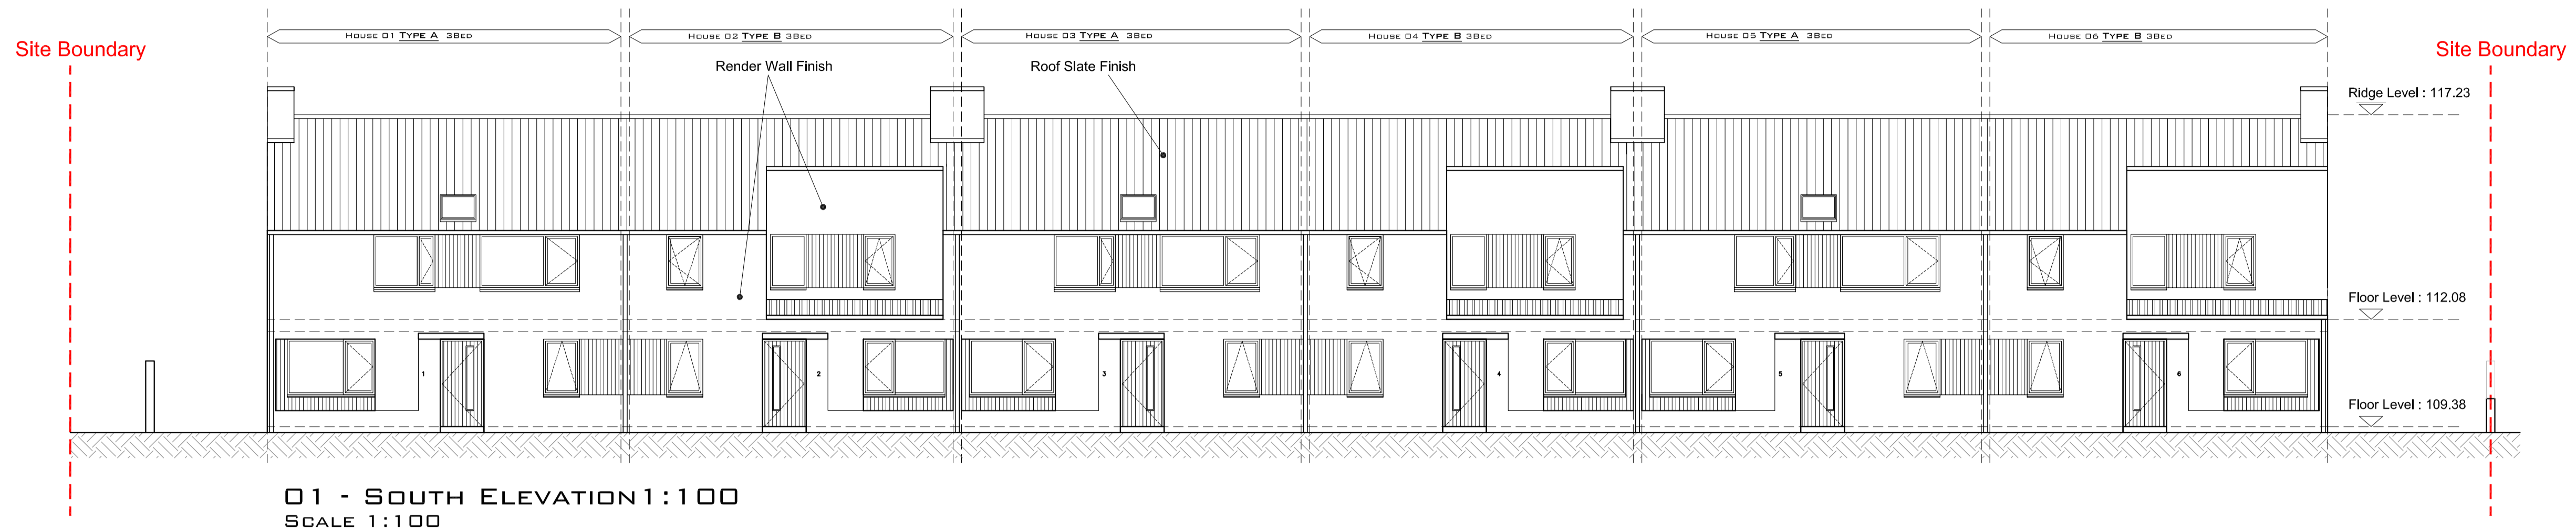 House 01 Type A 3Bed
House 02 Type B 3Bed
House 03 Type A 3Bed
House 04 Type B 3Bed
House 05 Type A 3Bed
House 06 Type B 3Bed
Site Boundary
Site Boundary
Render Wall Finish
Roof Slate Finish
Ridge Level : 117.23
Floor Level : 112.08
1
2
3
4
5
6
Floor Level : 109.38
01 - South Elevation1:100
Scale 1:100